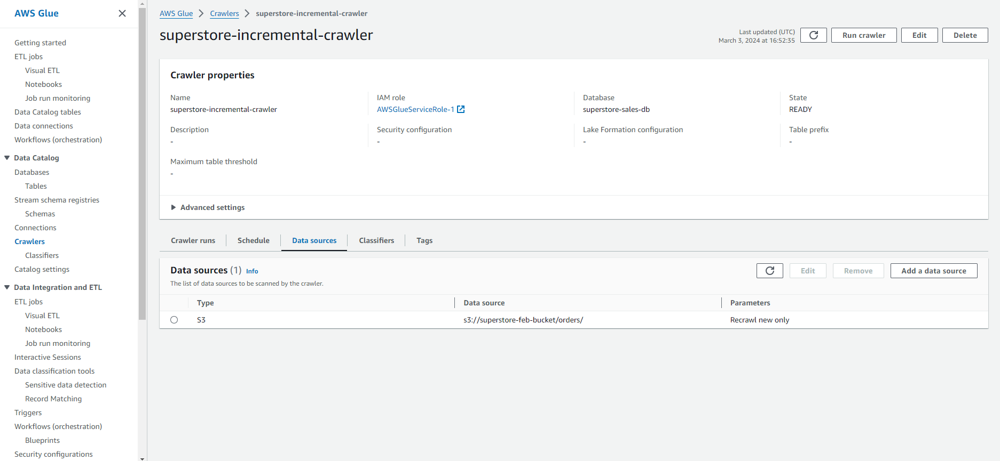 AWS Glue
Getting started
ETL jobs
Visual ETL
Notebooks
Job run monitoring
Data Catalog tables
Data connections
Workflows (orchestration)
Data Catalog
Databases
Tables
Stream schema registries
Schemas
Connections
Crawlers
Classifiers
Catalog settings
Data Integration and ETL
ETL jobs
Visual ETL
Notebooks
Job run monitoring
Interactive Sessions
Data classification tools
Sensitive data detection
Record Matching
Triggers
Workflows (orchestration)
Blueprints
Security configurations
AWS Glue > Crawlers > superstore-incremental-crawler
superstore-incremental-crawler
Last updated (UTC)
March 3, 2024 at 16:52:35
Run crawler
Edit
Delete
Crawler properties
Name
superstore-incremental-crawler
IAM role
AWSGlueServiceRole-1
Database
superstore-sales-db
State
READY
Description
-
Security configuration
-
Lake Formation configuration
-
Table prefix
-
Maximum table threshold
-
Advanced settings
Crawler runs
Schedule
Data sources
Classifiers
Tags
Data sources (1) Info
The list of data sources to be scanned by the crawler.
Edit
Remove
Add a data source
Type Data source Parameters
S3 s3://superstore-feb-bucket/orders/ Recrawl new only